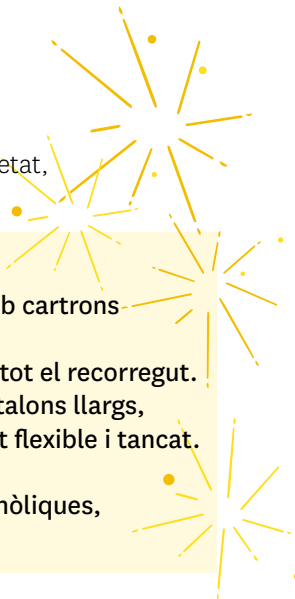 etat,
b cartrons
tot el recorregut.
talons llargs,
t flexible i tancat.
hòliques,